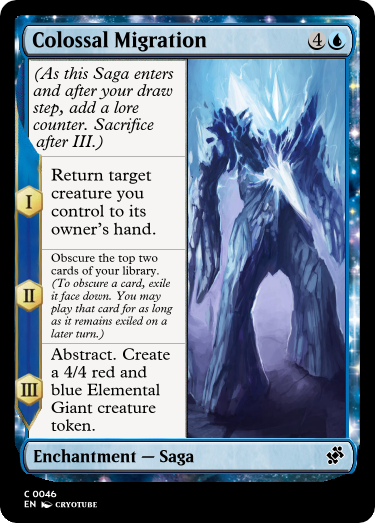 Colossal Migration 4
(As this Saga enters
and after your draw
step, add a lore
counter. Sacrifice
after III.)
I
Return target
creature you
control to its
owner's hand.
II
Obscure the top two
cards of your library.
(To obscure a card, exile
it face down. You may
play that card for as long
as it remains exiled on a
later turn.)
III
Abstract. Create
a 4/4 red and
blue Elemental
Giant creature
token.
Enchantment — Saga
C 0046
EN CRYOTUBE